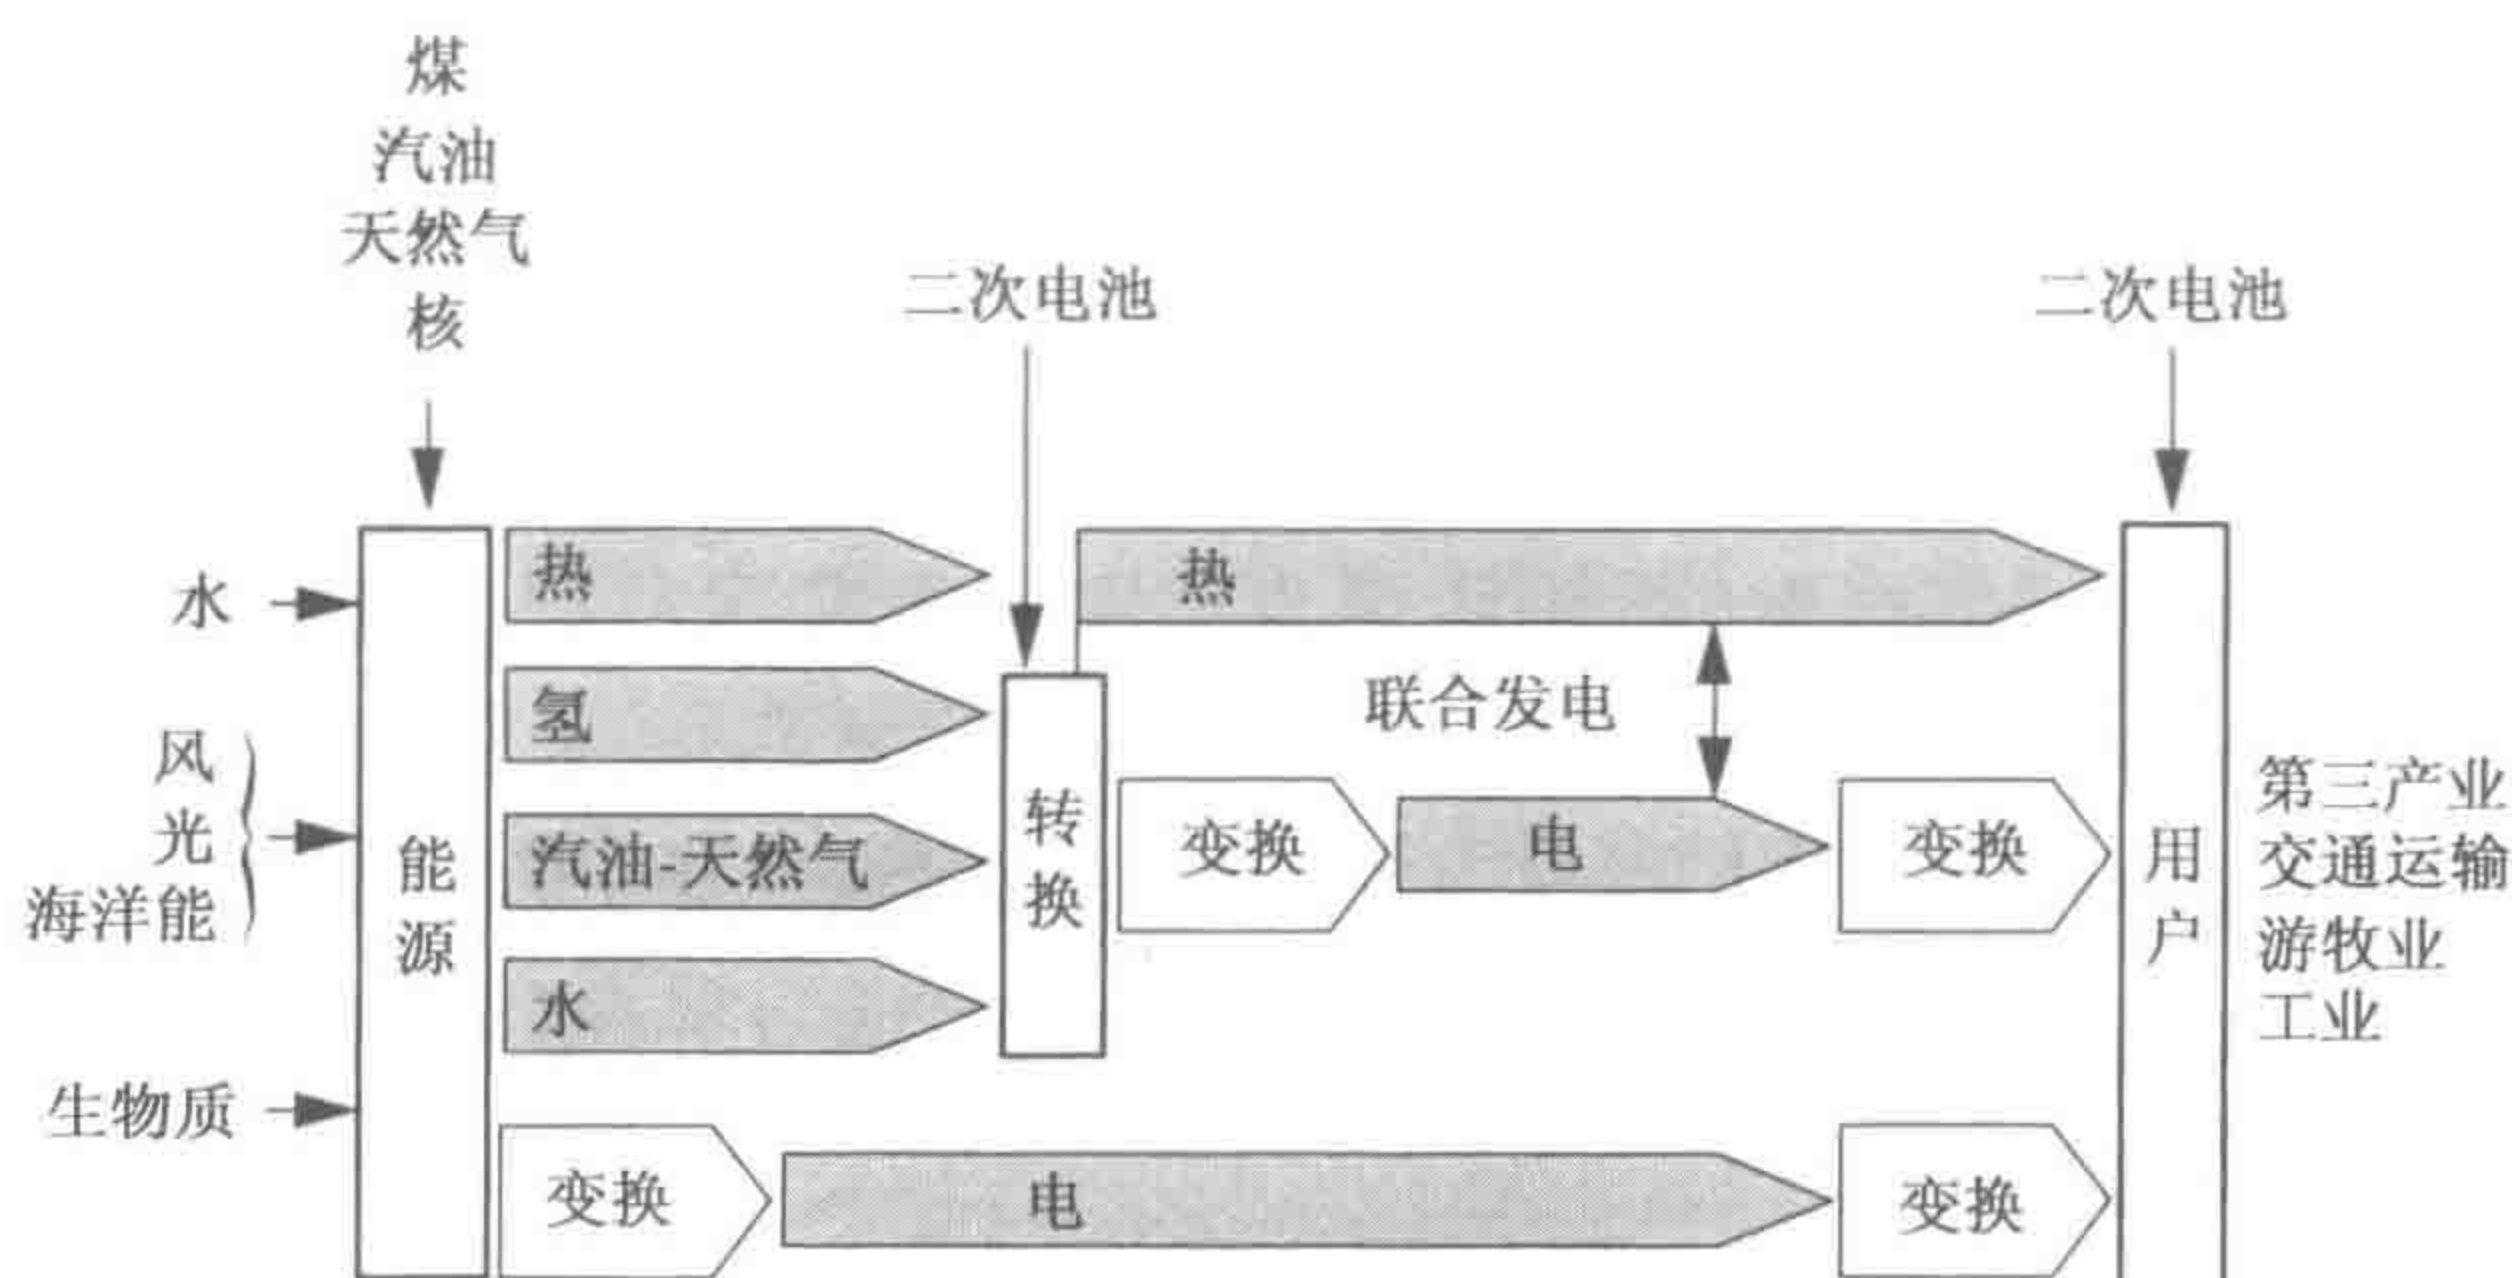 煤
汽油
天然气
核
二次电池
二次电池
水
风
光
海洋能
生物质
能源
热
氢
汽油-天然气
水
变换
电
转换
热
联合发电
变换
电
变换
变换
用户
第三产业
交通运输
游牧业
工业